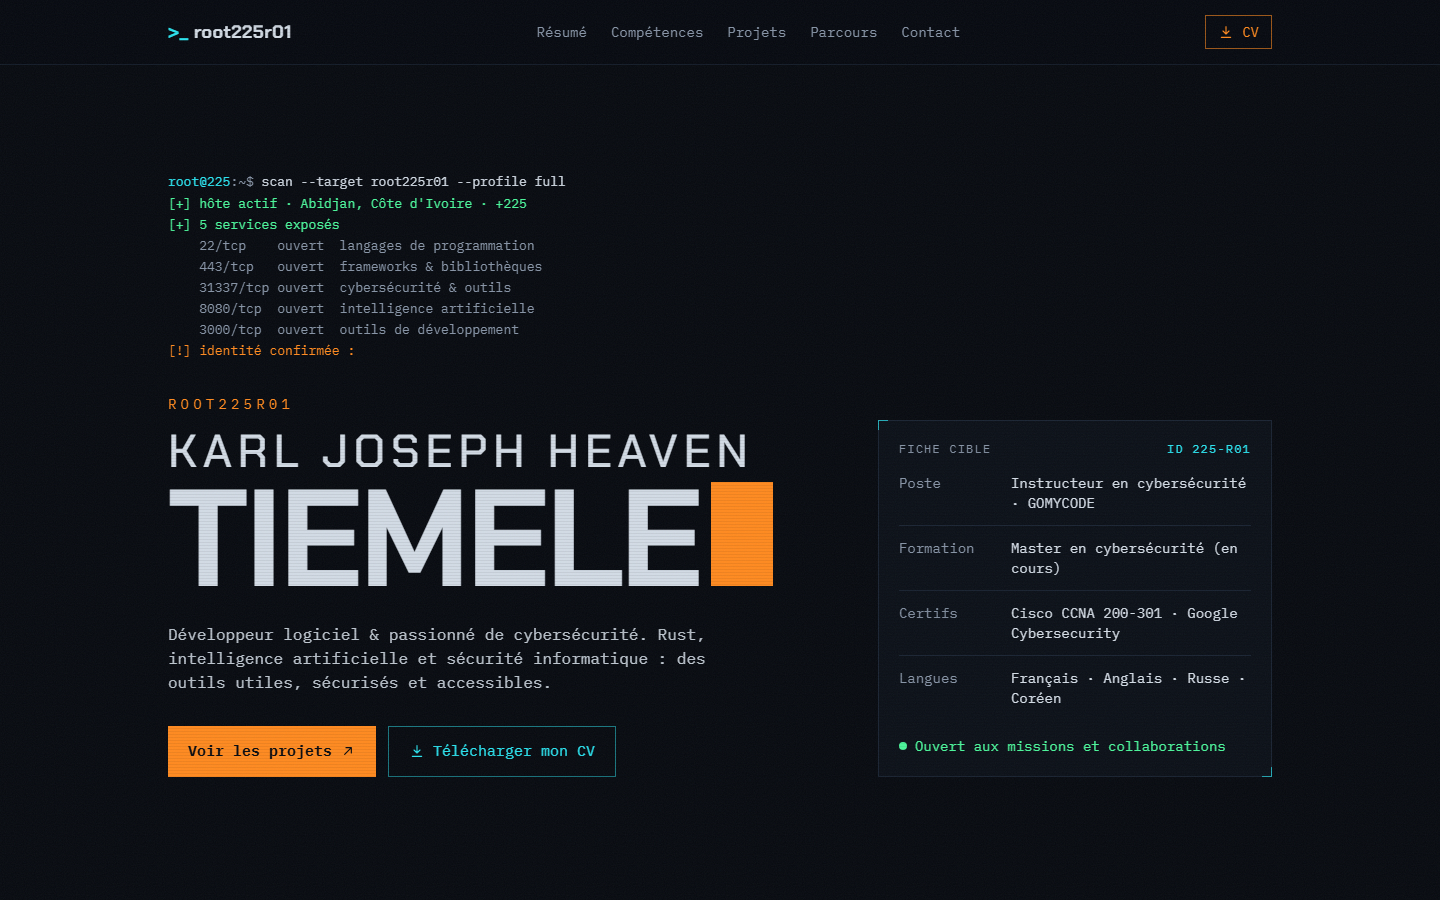 >_ root225r01
Résumé Compétences Projets Parcours Contact
CV
root@225:~$ scan --target root225r01 --profile full
[+] hôte actif · Abidjan, Côte d'Ivoire · +225
[+] 5 services exposés
22/tcp ouvert langages de programmation
443/tcp ouvert frameworks & bibliothèques
31337/tcp ouvert cybersécurité & outils
8080/tcp ouvert intelligence artificielle
3000/tcp ouvert outils de développement
[!] identité confirmée :
ROOT225R01
KARL JOSEPH HEAVEN
TIEMELE
Développeur logiciel & passionné de cybersécurité. Rust,
intelligence artificielle et sécurité informatique : des
outils utiles, sécurisés et accessibles.
Voir les projets ↗
Télécharger mon CV
FICHE CIBLE ID 225-R01
Poste Instructeur en cybersécurité
· GOMYCODE
Formation Master en cybersécurité (en
cours)
Certifs Cisco CCNA 200-301 · Google
Cybersecurity
Langues Français · Anglais · Russe ·
Coréen
Ouvert aux missions et collaborations